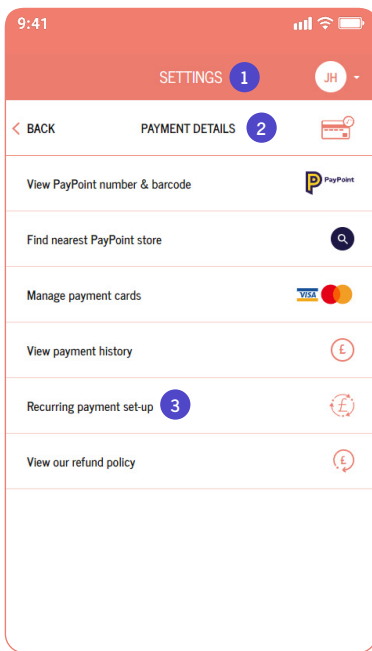 9:41
SETTINGS 1 JH
BACK PAYMENT DETAILS 2
View PayPoint number & barcode PayPoint
Find nearest PayPoint store
Manage payment cards VISA
View payment history £
Recurring payment set-up 3 £
View our refund policy £